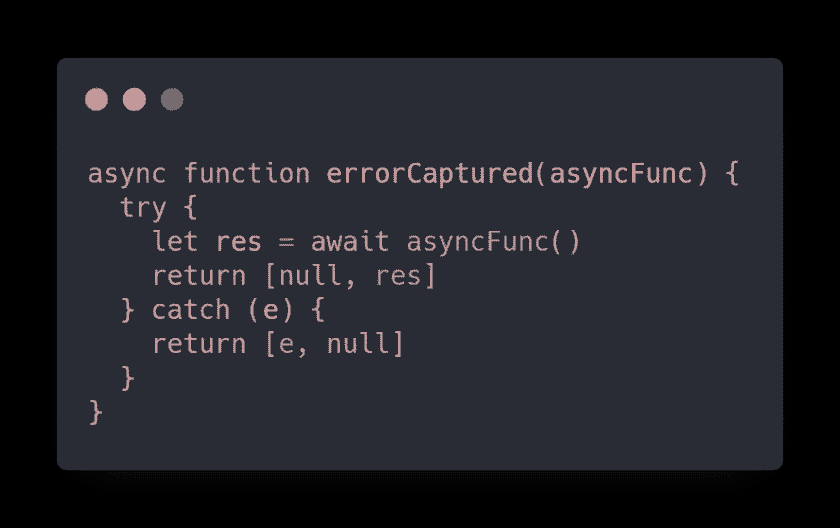 async function errorCaptured(asyncFunc) {
  try {
    let res = await asyncFunc()
    return [null, res]
  } catch (e) {
    return [e, null]
  }
}